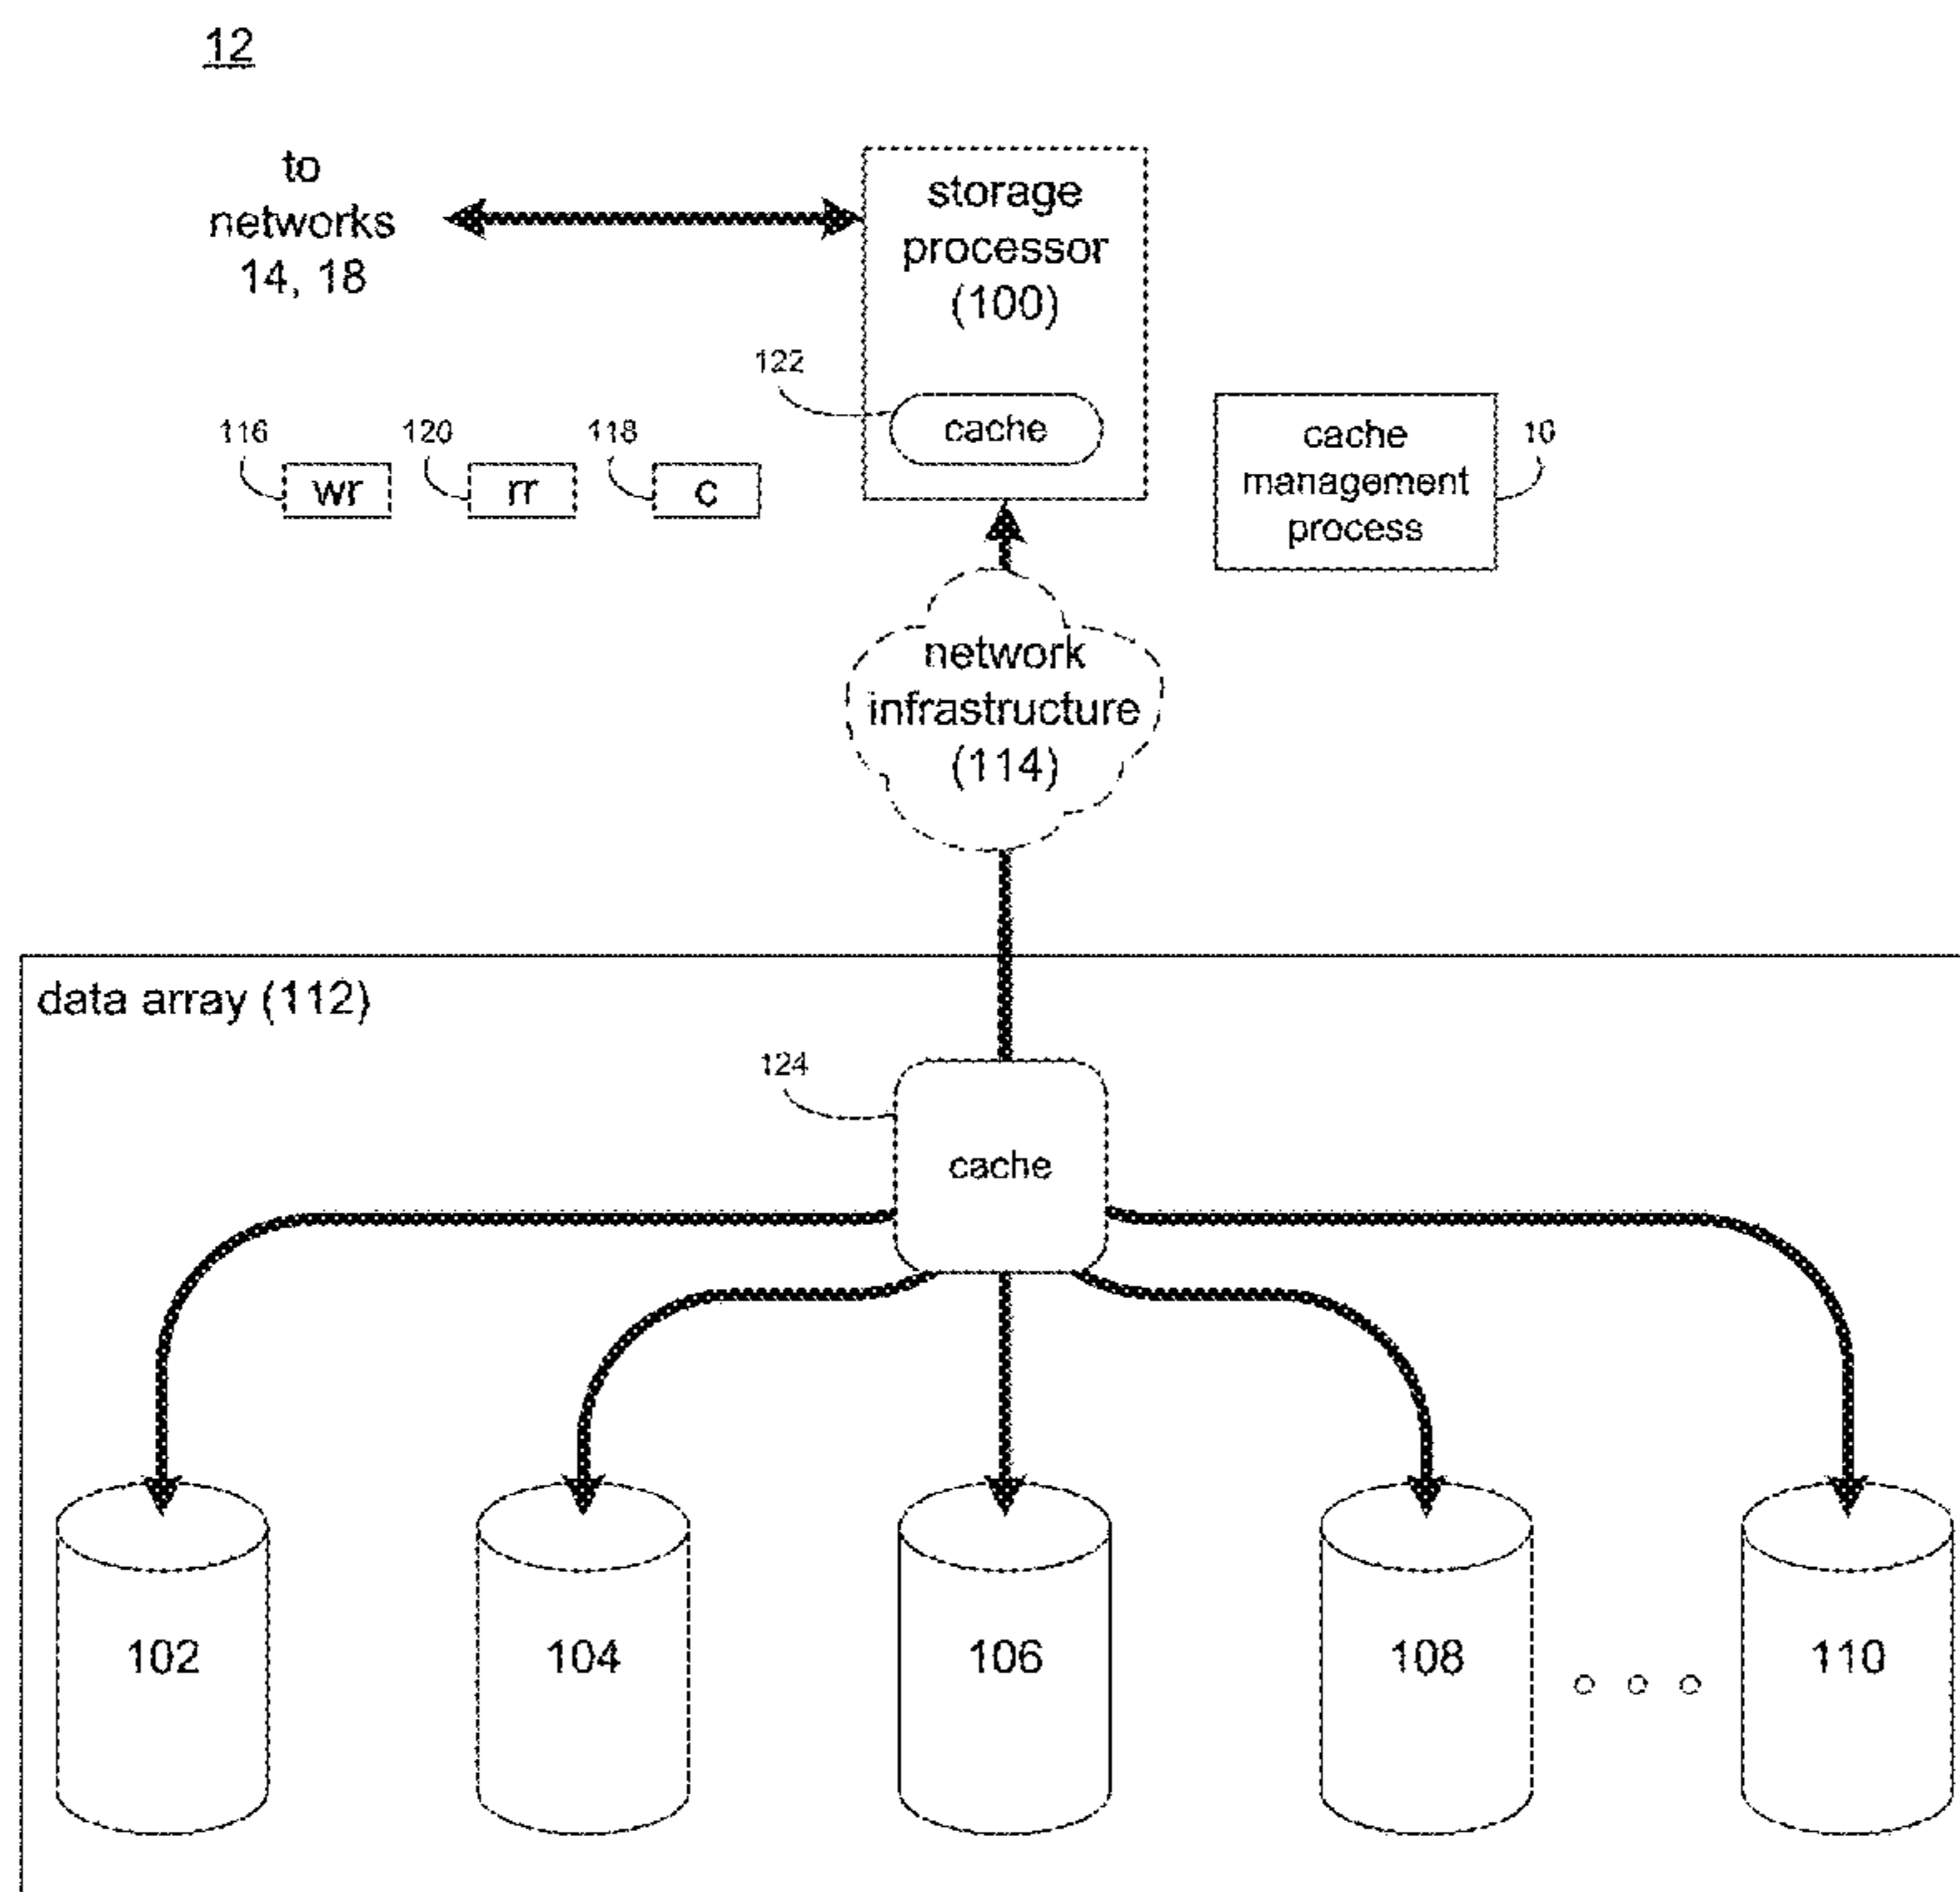 12
to
networks
14, 18
storage
processor
(100)
122
cache
116
wr
120
rr
118
c
cache
management
process
10
network
infrastructure
(114)
data array (112)
124
cache
102
104
106
108
110